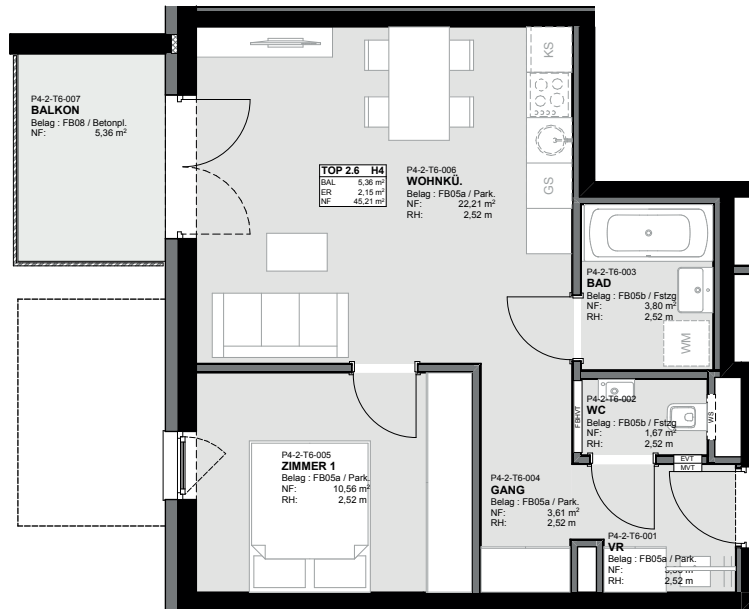 P4-2-T6-007
BALKON
Belag : FB08 / Betonpl.
NF: 5,36 m²
KS
TOP 2.6 H4
BAL 5,36 m²
ER 2,15 m²
NF 45,21 m²
P4-2-T6-006
WOHNKÜ.
Belag : FB05a / Park.
NF: 22,21 m²
RH: 2,52 m
GS
P4-2-T6-003
BAD
Belag : FB05b / Fstzg
NF: 3,80 m²
RH: 2,52 m
WM
P4-2-T6-002
WC
Belag : FB05b / Fstzg
NF: 1,67 m²
RH: 2,52 m
FBHVT
WS
EVT
MVT
P4-2-T6-005
ZIMMER 1
Belag : FB05a / Park.
NF: 10,56 m²
RH: 2,52 m
P4-2-T6-004
GANG
Belag : FB05a / Park.
NF: 3,61 m²
RH: 2,52 m
P4-2-T6-001
VR
Belag : FB05a / Park.
NF: m²
RH: 2,52 m